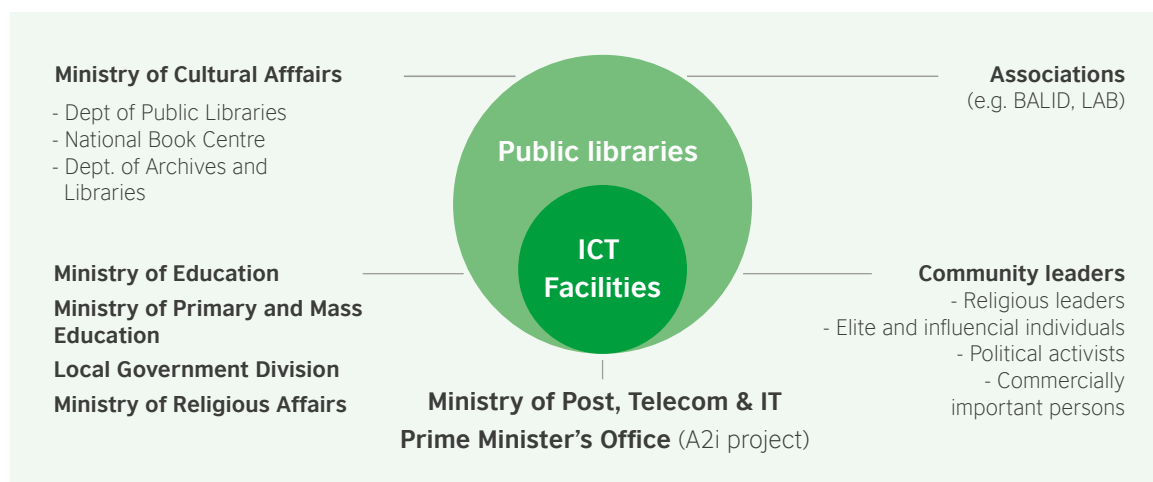 Ministry of Cultural Afffairs
- Dept of Public Libraries
- National Book Centre
- Dept. of Archives and
Libraries
Ministry of Education
Ministry of Primary and Mass
Education
Local Government Division
Ministry of Religious Affairs
Public libraries
ICT
Facilities
Ministry of Post, Telecom & IT
Prime Minister’s Office (A2i project)
Associations
(e.g. BALID, LAB)
Community leaders
- Religious leaders
- Elite and influential individuals
- Political activists
- Commercially
important persons